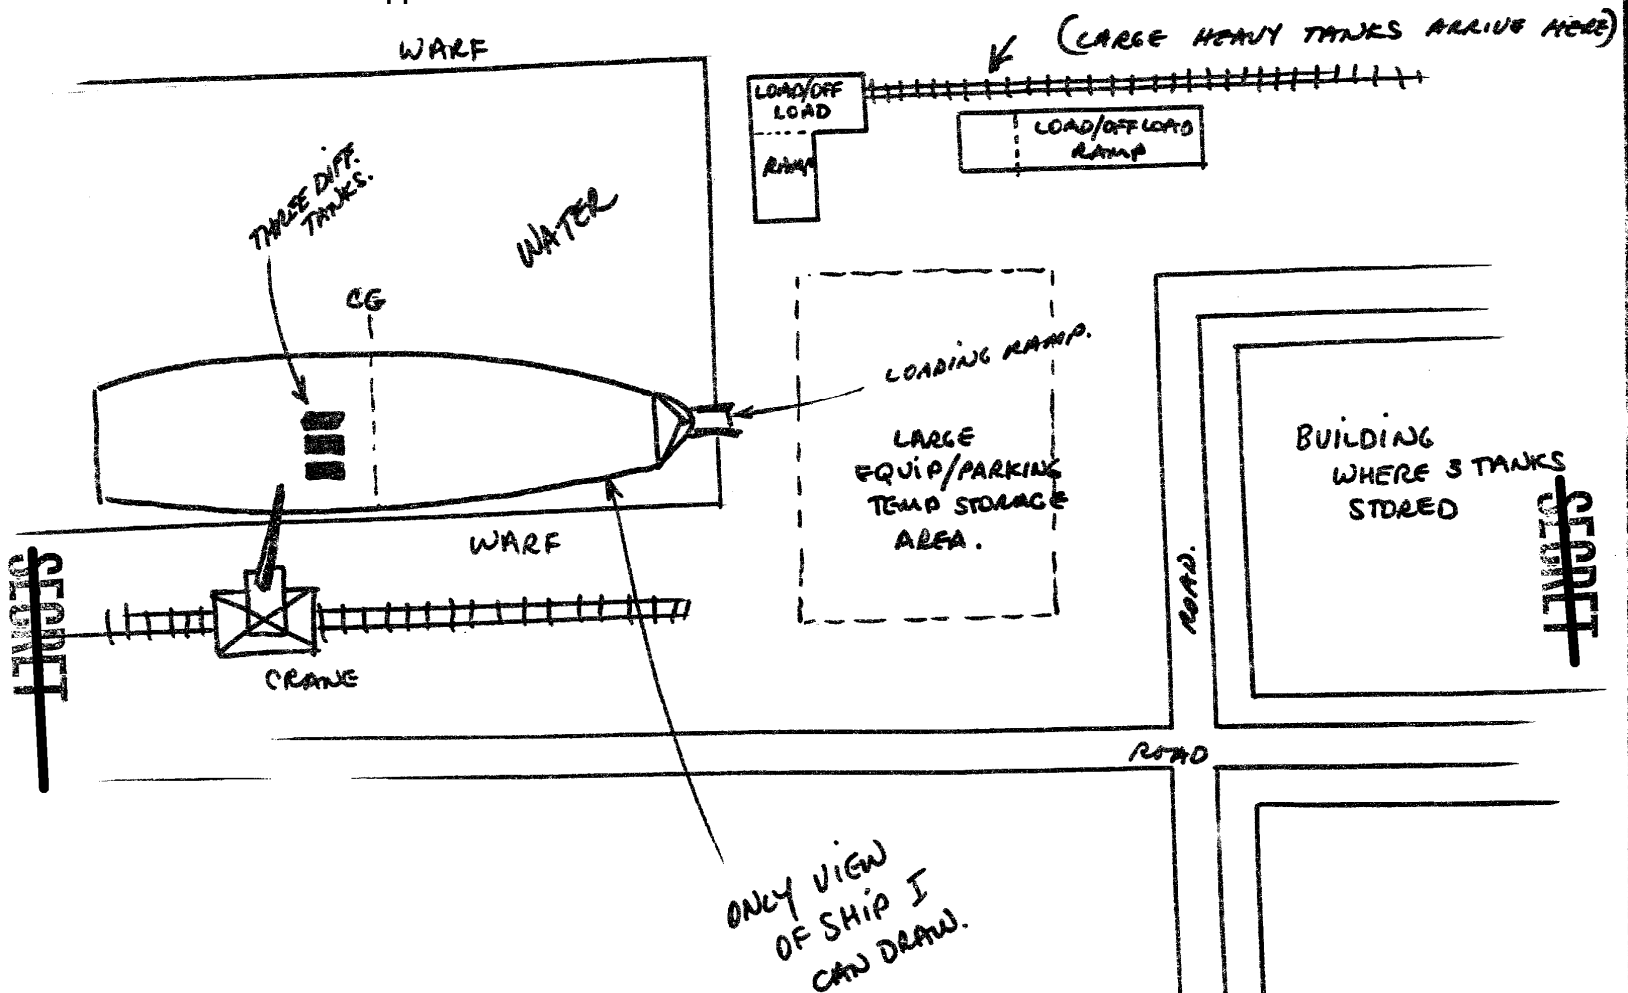 (LARGE HEAVY TANKS ARRIVE HERE)
WARF
LOAD/OFF
LOAD
RAMP
LOAD/OFFLOAD
RAMP
THREE DIFF.
TANKS.
WATER
CG
LOADING RAMP.
LARGE
EQUIP/PARKING
TEMP STORAGE
AREA.
BUILDING
WHERE 3 TANKS
STORED
SECRET
WARF
SECRET
ROAD.
CRANE
ROAD
ONLY VIEW
OF SHIP I
CAN DRAW.